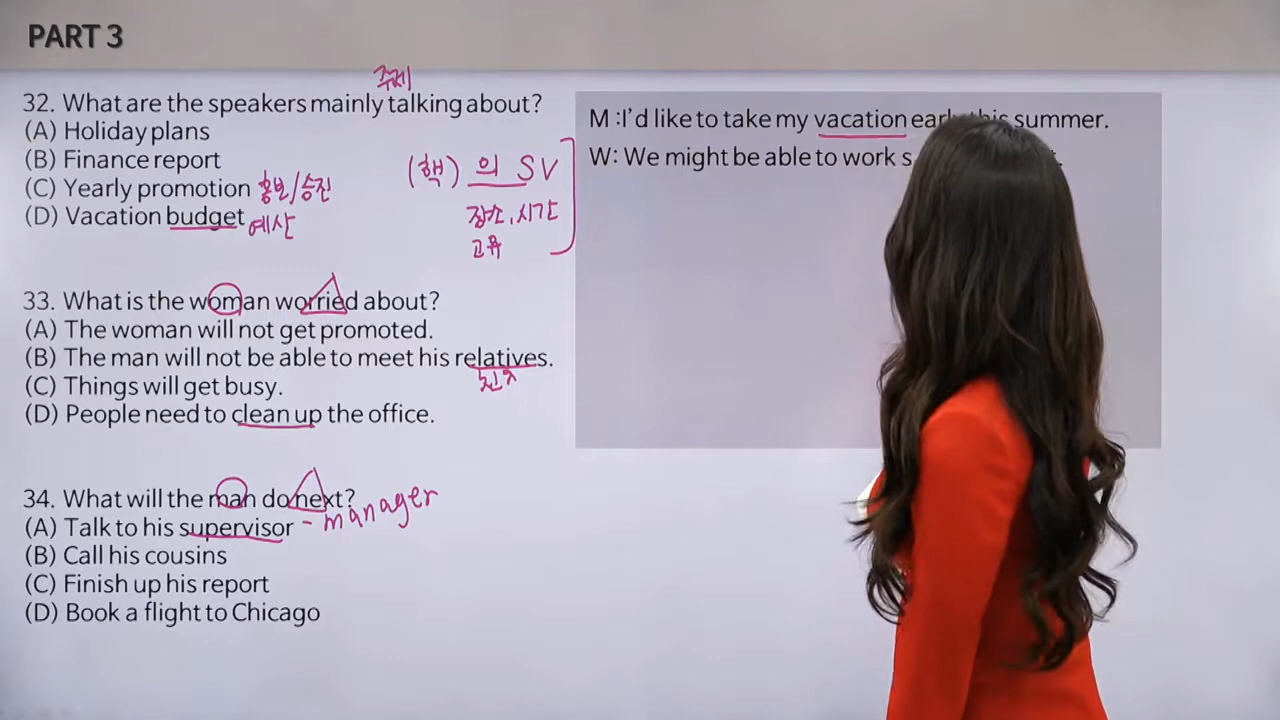 PART 3
주제
32. What are the speakers mainly talking about?
(A) Holiday plans
(B) Finance report
(C) Yearly promotion 홍보/승진
(D) Vacation budget 예산
(핵) 의 SV
장소, 시간
고유
33. What is the woman worried about?
(A) The woman will not get promoted.
(B) The man will not be able to meet his relatives.
친척
(C) Things will get busy.
(D) People need to clean up the office.
34. What will the man do next?
(A) Talk to his supervisor - manager
(B) Call his cousins
(C) Finish up his report
(D) Book a flight to Chicago
M :I'd like to take my vacation early this summer.
W: We might be able to work